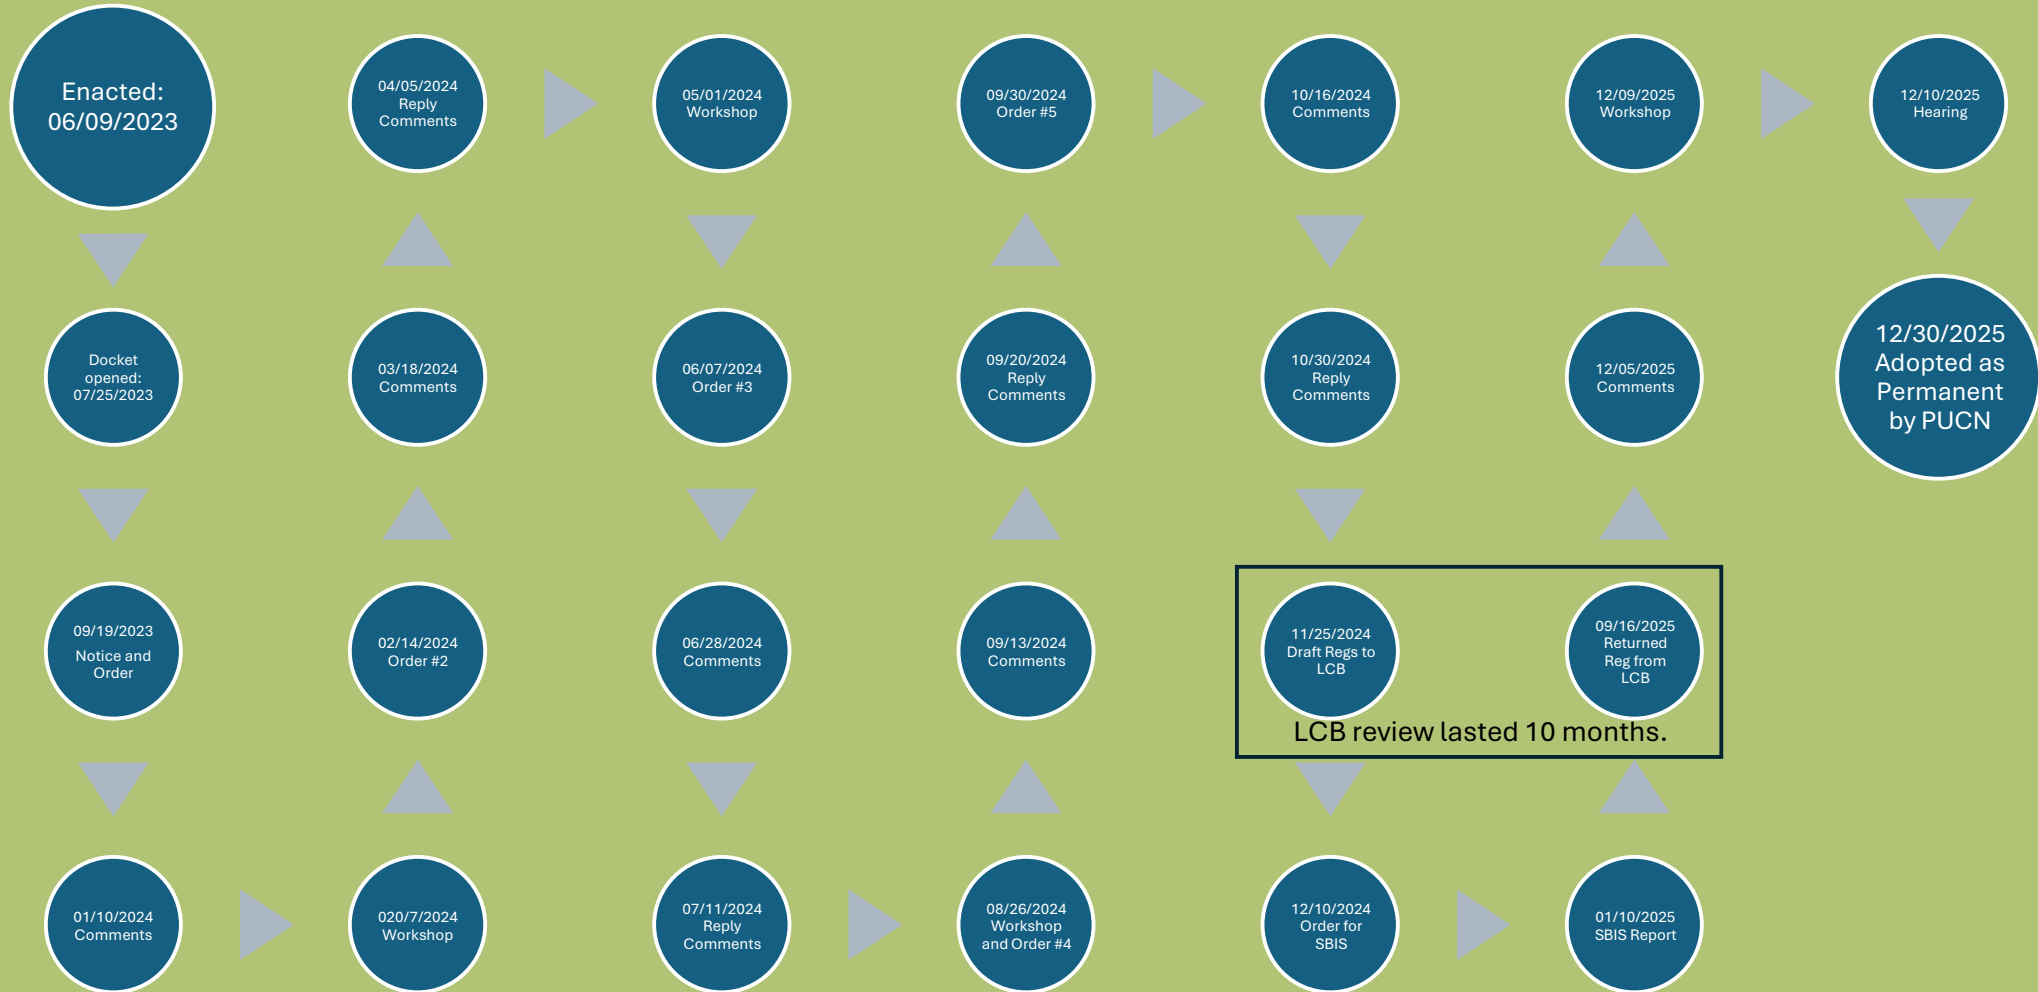 Enacted:
06/09/2023
Docket
opened:
07/25/2023
09/19/2023
Notice and
Order
01/10/2024
Comments
020/7/2024
Workshop
02/14/2024
Order #2
03/18/2024
Comments
04/05/2024
Reply
Comments
05/01/2024
Workshop
06/07/2024
Order #3
06/28/2024
Comments
07/11/2024
Reply
Comments
08/26/2024
Workshop
and Order #4
09/13/2024
Comments
09/20/2024
Reply
Comments
09/30/2024
Order #5
10/16/2024
Comments
10/30/2024
Reply
Comments
11/25/2024
Draft Regs to
LCB
12/10/2024
Order for
SBIS
01/10/2025
SBIS Report
09/16/2025
Returned
Reg from
LCB
LCB review lasted 10 months.
12/05/2025
Comments
12/09/2025
Workshop
12/10/2025
Hearing
12/30/2025
Adopted as
Permanent
by PUCN